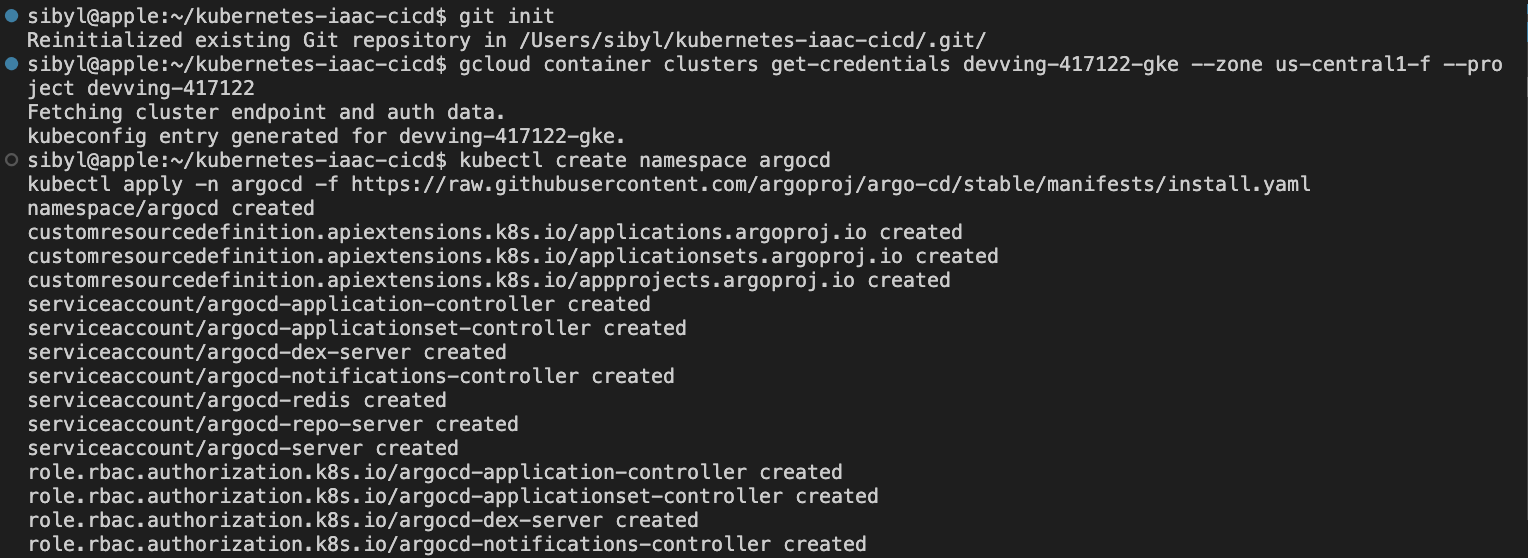 sibyl@apple:~/kubernetes-iaac-cicd$ git init
Reinitialized existing Git repository in /Users/sibyl/kubernetes-iaac-cicd/.git/
sibyl@apple:~/kubernetes-iaac-cicd$ gcloud container clusters get-credentials devving-417122-gke --zone us-central1-f --pro
ject devving-417122
Fetching cluster endpoint and auth data.
kubeconfig entry generated for devving-417122-gke.
sibyl@apple:~/kubernetes-iaac-cicd$ kubectl create namespace argocd
kubectl apply -n argocd -f https://raw.githubusercontent.com/argoproj/argo-cd/stable/manifests/install.yaml
namespace/argocd created
customresourcedefinition.apiextensions.k8s.io/applications.argoproj.io created
customresourcedefinition.apiextensions.k8s.io/applicationsets.argoproj.io created
customresourcedefinition.apiextensions.k8s.io/appprojects.argoproj.io created
serviceaccount/argocd-application-controller created
serviceaccount/argocd-applicationset-controller created
serviceaccount/argocd-dex-server created
serviceaccount/argocd-notifications-controller created
serviceaccount/argocd-redis created
serviceaccount/argocd-repo-server created
serviceaccount/argocd-server created
role.rbac.authorization.k8s.io/argocd-application-controller created
role.rbac.authorization.k8s.io/argocd-applicationset-controller created
role.rbac.authorization.k8s.io/argocd-dex-server created
role.rbac.authorization.k8s.io/argocd-notifications-controller created